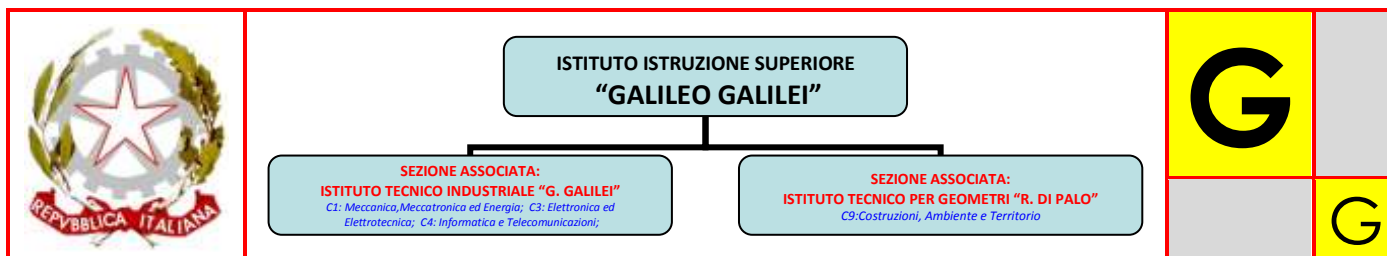 REPVBBLICA ITALIANA
ISTITUTO ISTRUZIONE SUPERIORE
“GALILEO GALILEI”
SEZIONE ASSOCIATA:
ISTITUTO TECNICO INDUSTRIALE “G. GALILEI”
C1: Meccanica,Meccatronica ed Energia; C3: Elettronica ed
Elettrotecnica; C4: Informatica e Telecomunicazioni;
SEZIONE ASSOCIATA:
ISTITUTO TECNICO PER GEOMETRI “R. DI PALO”
C9:Costruzioni, Ambiente e Territorio
G
G